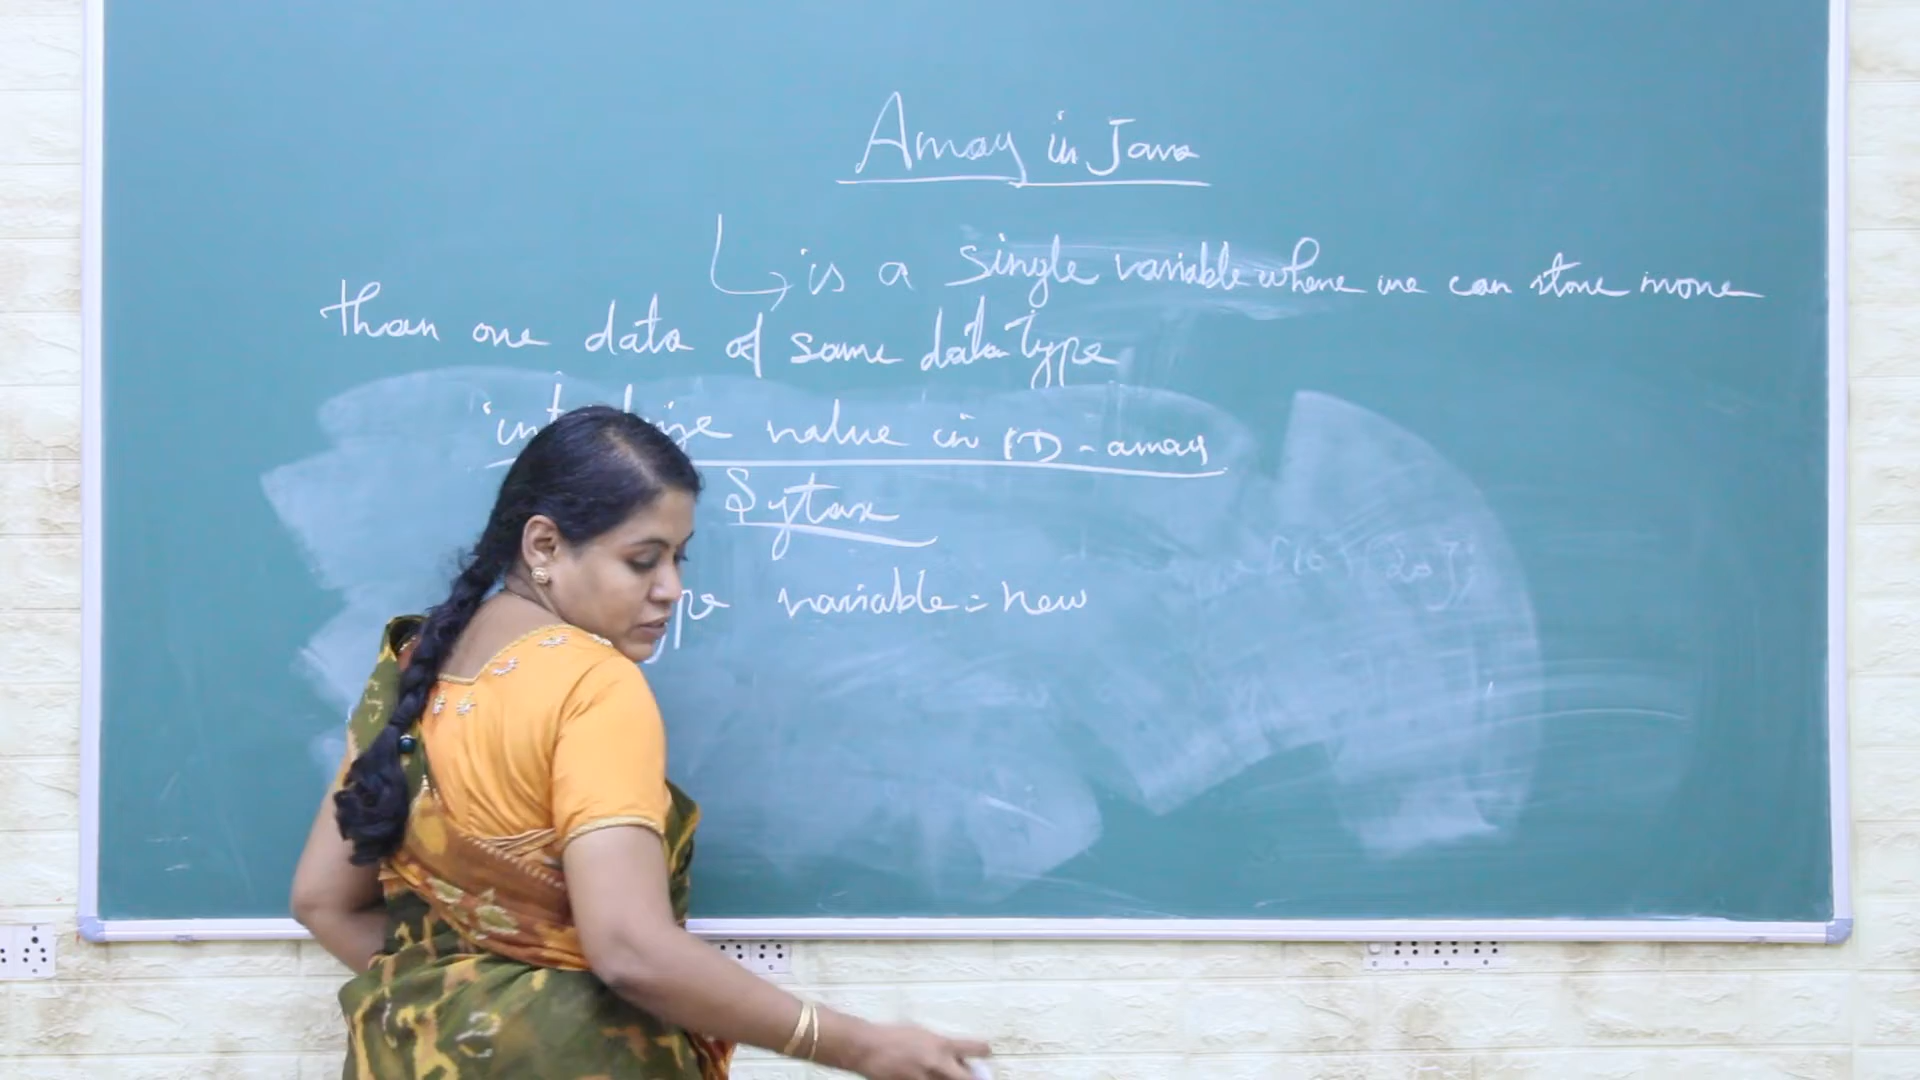 Array in Java
is a single variable where we can store more
than one data of same data type
value in 1D - array
Sytax
variable = new